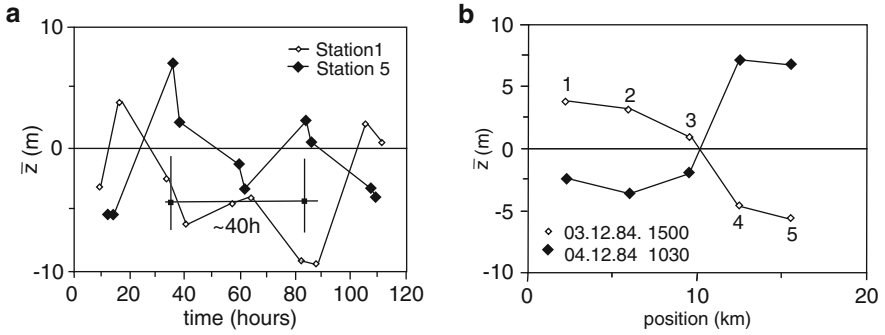 a
10
0
-10
z̅ (m)
Station1
Station 5
~40h
0 20 40 60 80 100 120
time (hours)
b
10
5
0
-5
-10
z̅ (m)
1
2
3
4
5
03.12.84. 1500
04.12.84 1030
0 10 20
position (km)